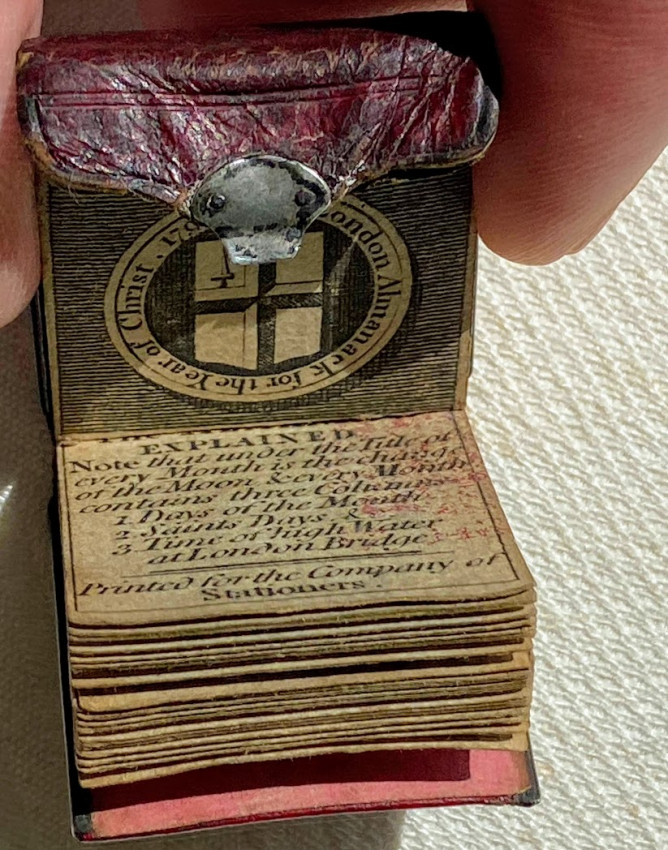 London Almanack for the Year of Christ . 17
EXPLAINED
Note that under the Title of
every Month is the change
of the Moon & every Month
contains three Columns
1. Days of the Month
2. Saints Days &c
3. Time of high Water
at London Bridge
Printed for the Company of
Stationers.